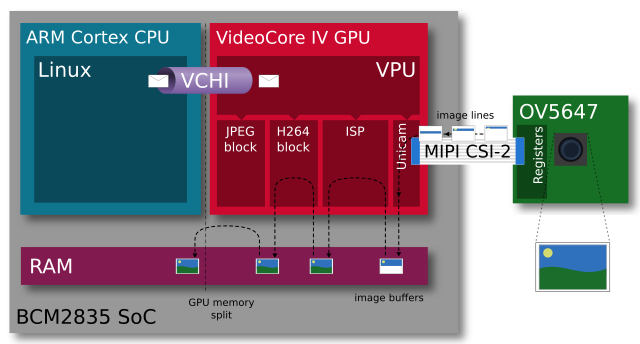 ARM Cortex CPU
VideoCore IV GPU
Linux
VCHI
VPU
JPEG
block
H264
block
ISP
Unicam
image lines
MIPI CSI-2
OV5647
Registers
RAM
GPU memory
split
image buffers
BCM2835 SoC